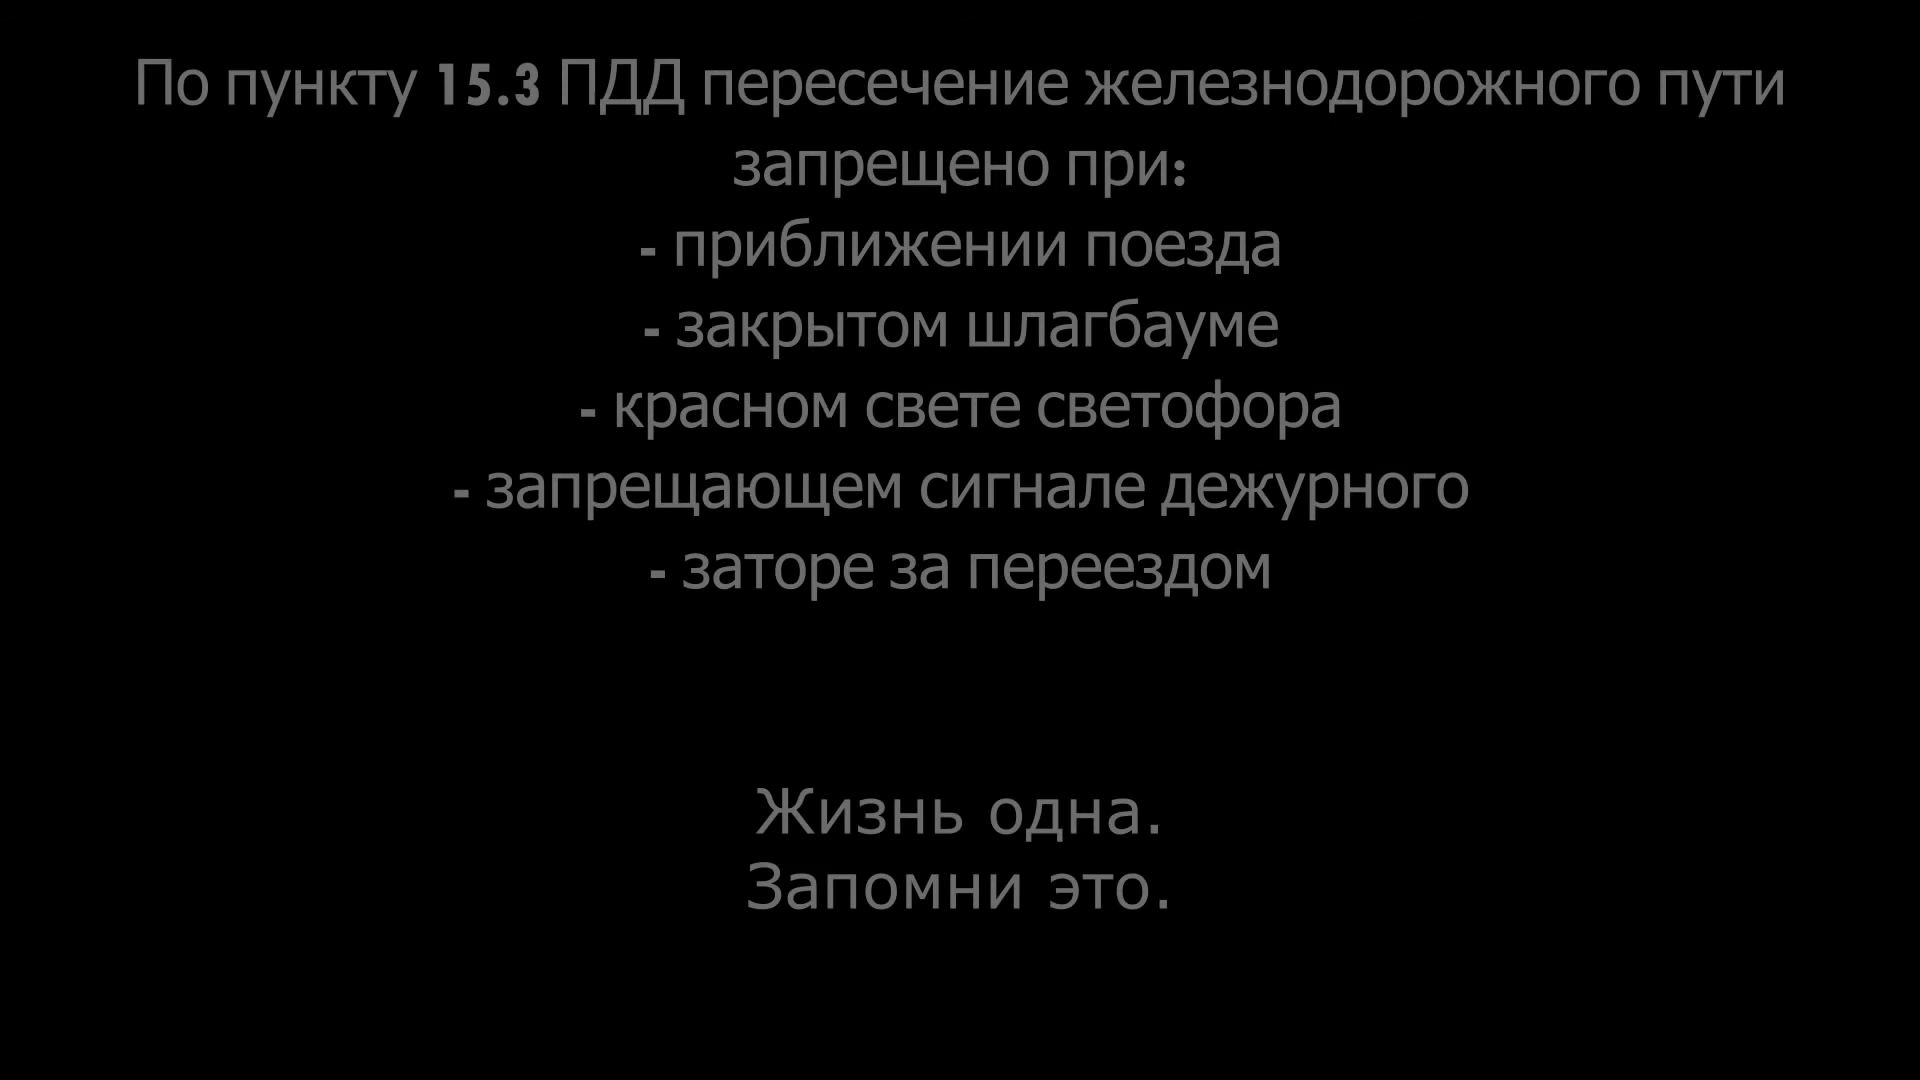 По пункту 15.3 ПДД пересечение железнодорожного пути
запрещено при:
- приближении поезда
- закрытом шлагбауме
- красном свете светофора
- запрещающем сигнале дежурного
- заторе за переездом
Жизнь одна.
Запомни это.